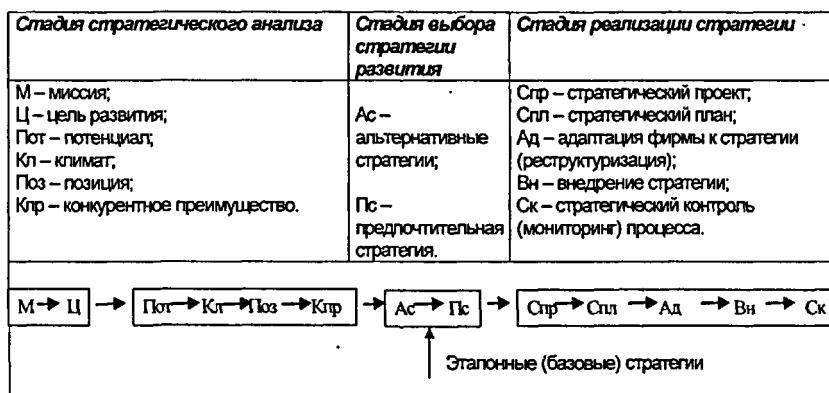 Стадия стратегического анализа
Стадия выбора
стратегии
развития
Стадия реализации стратегии
М – миссия;
Ц – цель развития;
Пот – потенциал;
Кл – климат;
Поз – позиция;
Кпр – конкурентное преимущество.
Ас –
альтернативные
стратегии;
Пс –
предпочтительная
стратегия.
Спр – стратегический проект;
Спл – стратегический план;
Ад – адаптация фирмы к стратегии
(реструктуризация);
Вн – внедрение стратегии;
Ск – стратегический контроль
(мониторинг) процесса.
М → Ц → Пот → Кл → Поз → Кпр → Ас → Пс → Спр → Спл → Ад → Вн → Ск
Эталонные (базовые) стратегии